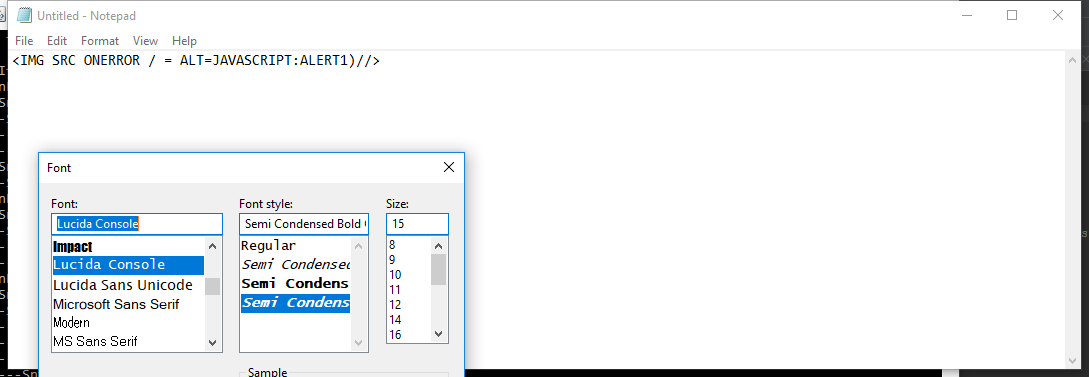 Untitled - Notepad
File Edit Format View Help
<IMG SRC ONERROR / = ALT=JAVASCRIPT:ALERT1)//>
Font
Font: Font style: Size:
Lucida Console Semi Condensed Bold 15
Impact Regular 8
Lucida Console Semi Condensed 9
Lucida Sans Unicode Semi Condens 10
Microsoft Sans Serif Semi Condens 11
Modern 12
MS Sans Serif 14
16
Sample